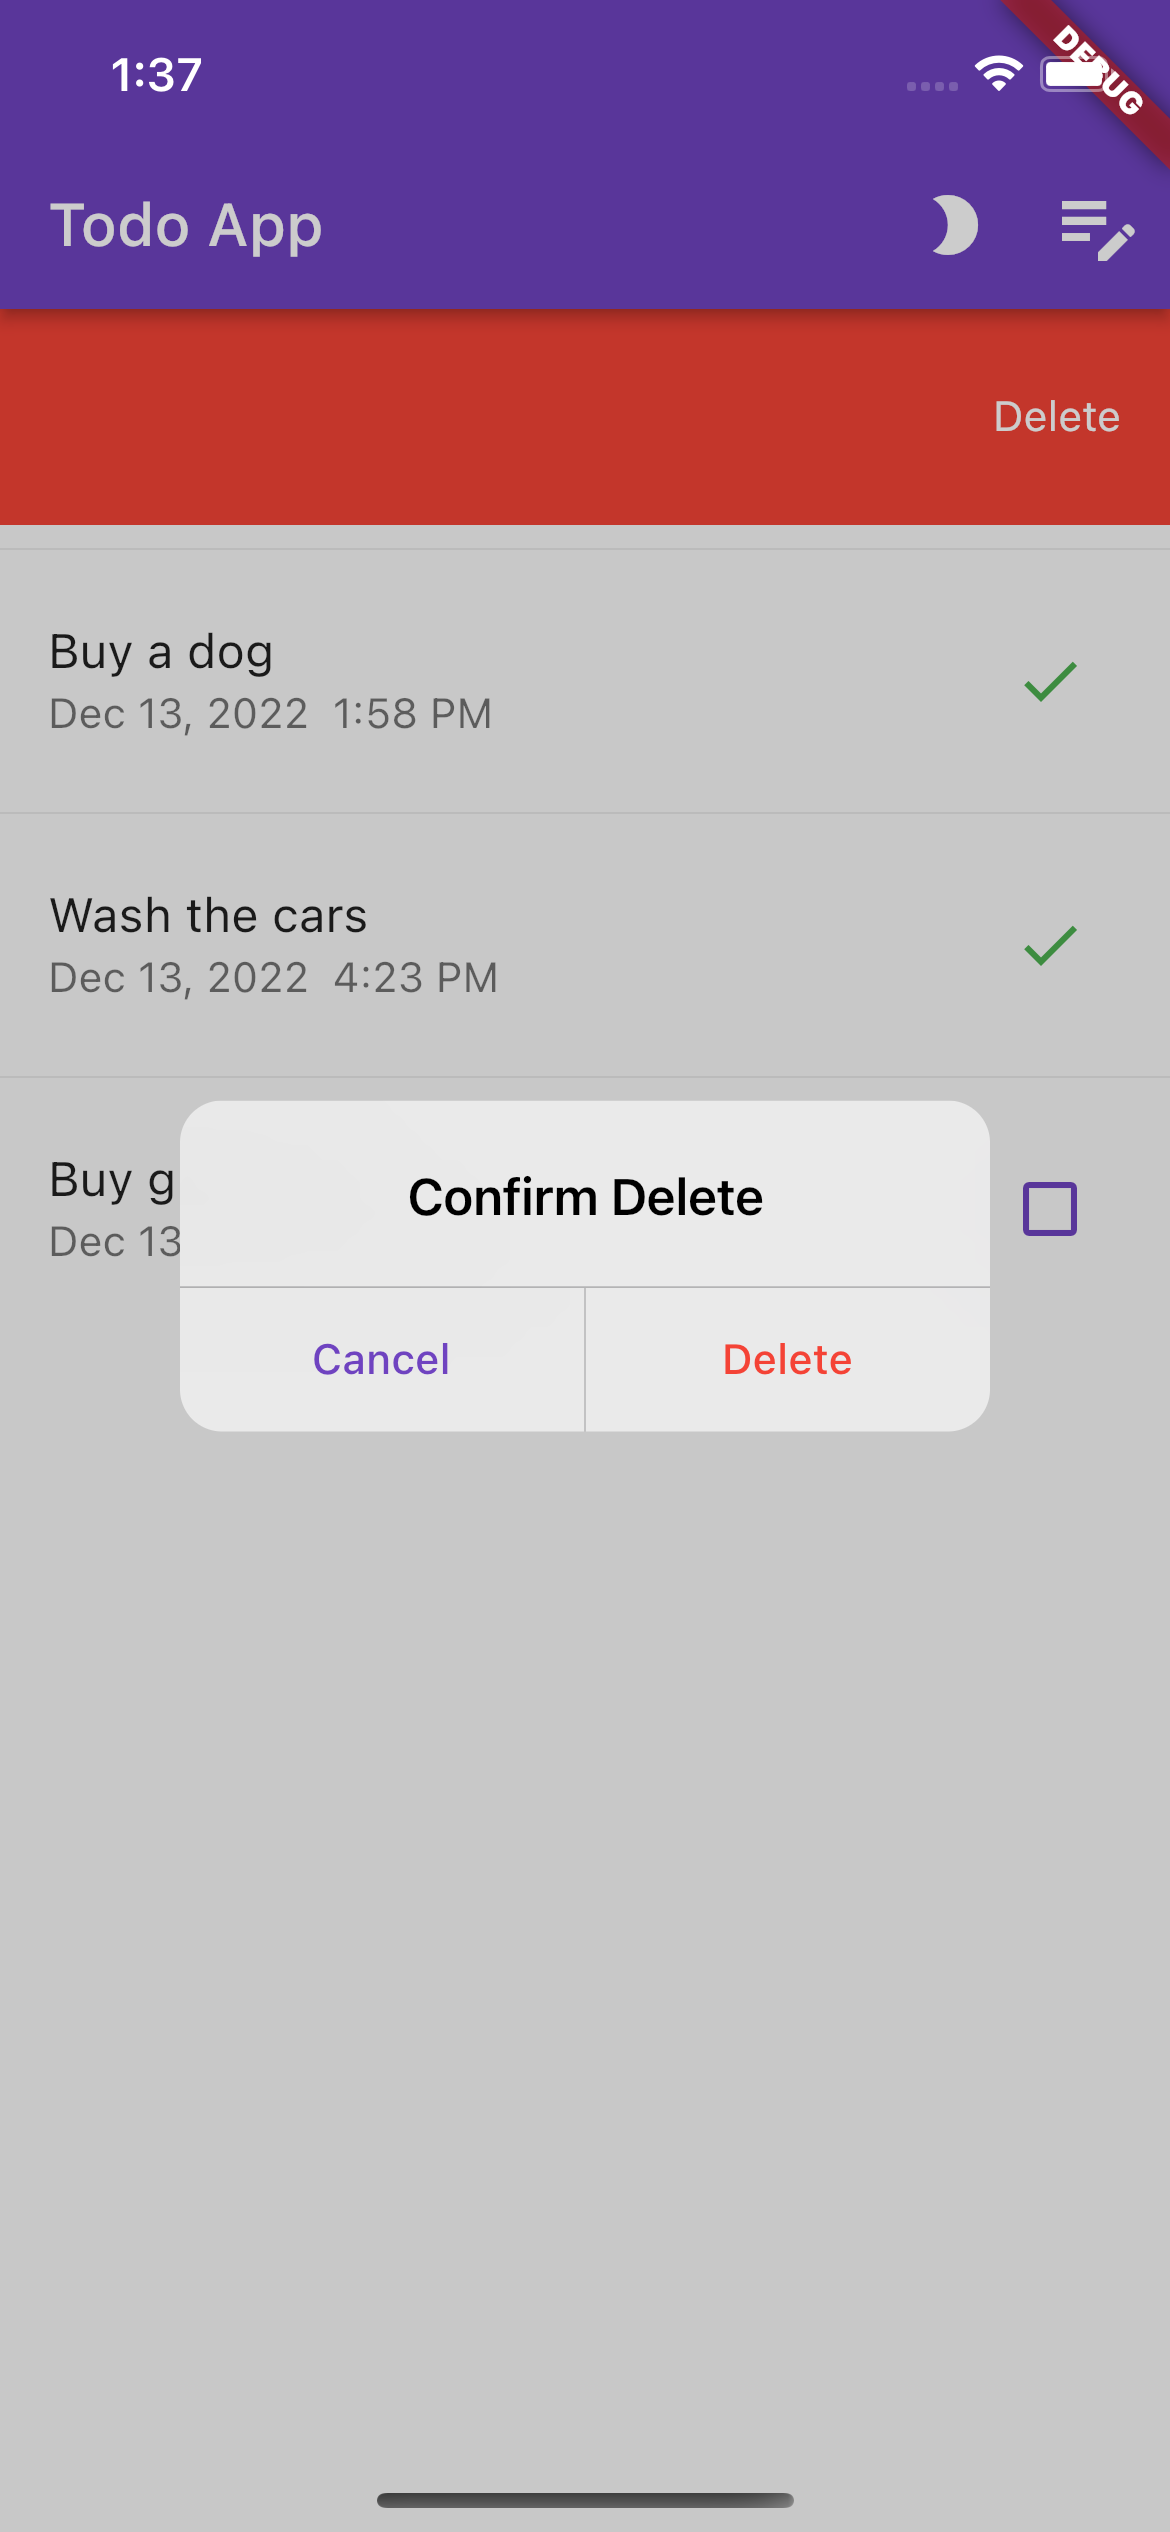 1:37
DEBUG
Todo App
Delete
Buy a dog
Dec 13, 2022  1:58 PM
Wash the cars
Dec 13, 2022  4:23 PM
Buy g
Dec 13
Confirm Delete
Cancel
Delete